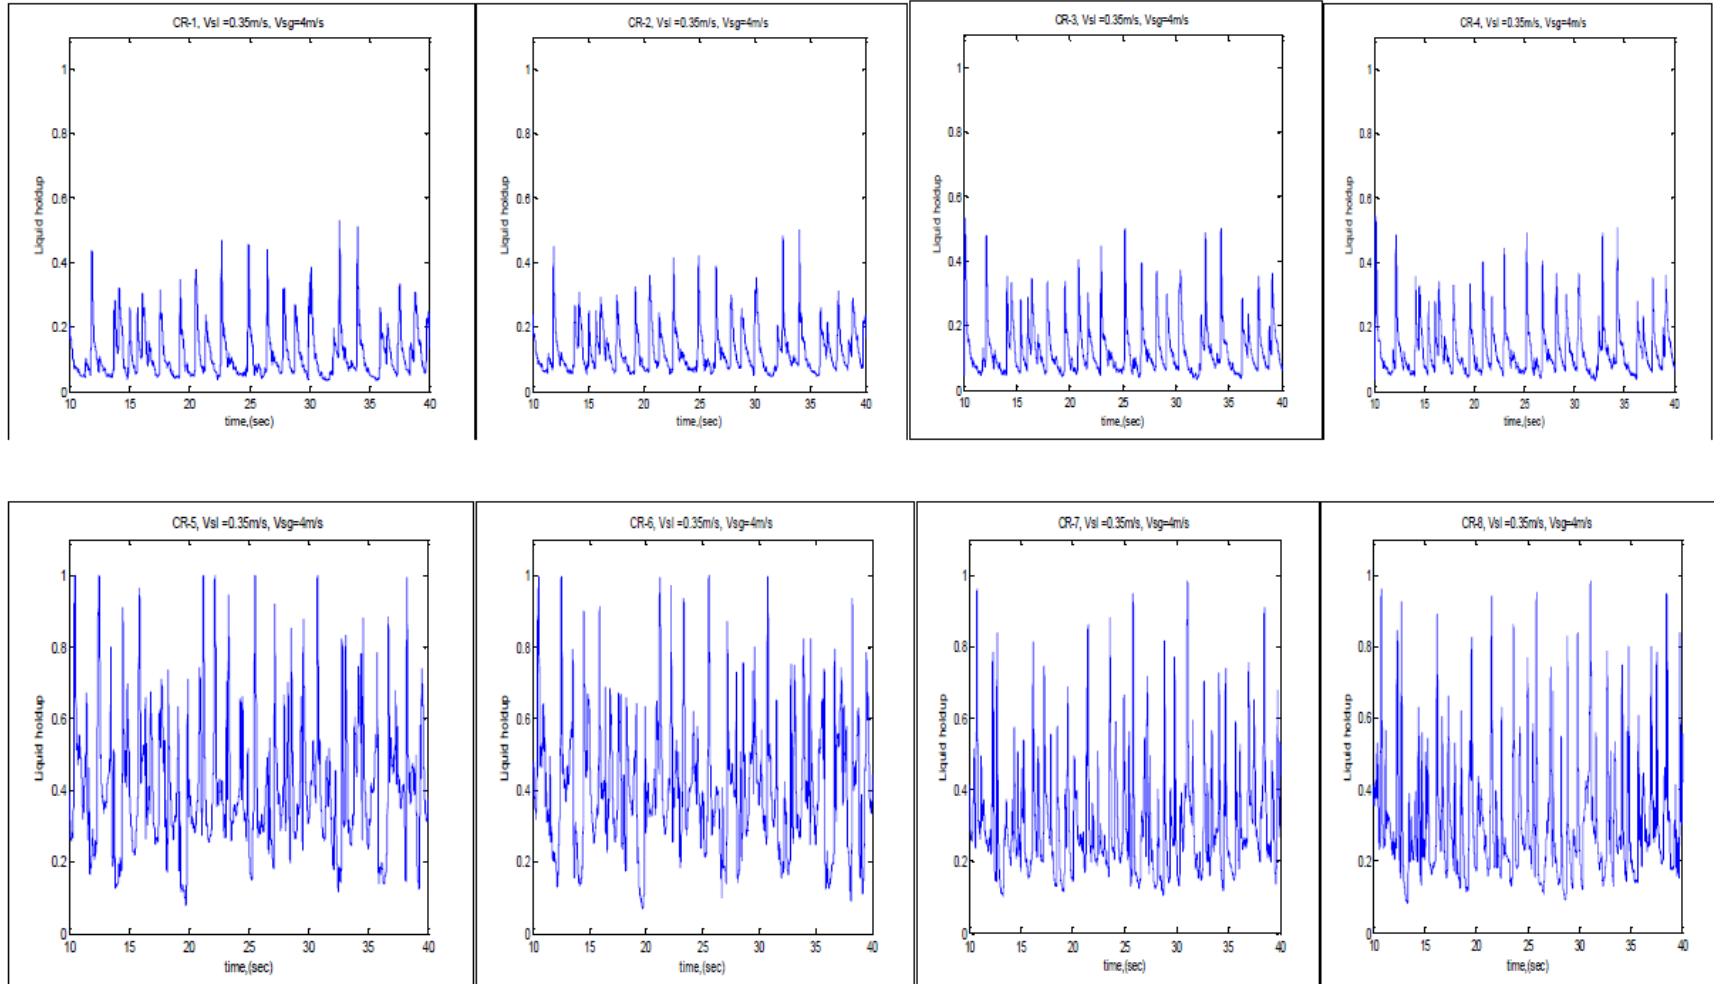 CR-1, Vsl =0.35m/s, Vsg=4m/s
Liquid holdup
1
0.8
0.6
0.4
0.2
0
10 15 20 25 30 35 40
time,(sec)
CR-2, Vsl =0.35m/s, Vsg=4m/s
Liquid holdup
1
0.8
0.6
0.4
0.2
0
10 15 20 25 30 35 40
time,(sec)
CR-3, Vsl =0.35m/s, Vsg=4m/s
Liquid holdup
1
0.8
0.6
0.4
0.2
0
10 15 20 25 30 35 40
time,(sec)
CR-4, Vsl =0.35m/s, Vsg=4m/s
Liquid holdup
1
0.8
0.6
0.4
0.2
0
10 15 20 25 30 35 40
time,(sec)
CR-5, Vsl =0.35m/s, Vsg=4m/s
Liquid holdup
1
0.8
0.6
0.4
0.2
0
10 15 20 25 30 35 40
time,(sec)
CR-6, Vsl =0.35m/s, Vsg=4m/s
Liquid holdup
1
0.8
0.6
0.4
0.2
0
10 15 20 25 30 35 40
time,(sec)
CR-7, Vsl =0.35m/s, Vsg=4m/s
Liquid holdup
1
0.8
0.6
0.4
0.2
0
10 15 20 25 30 35 40
time,(sec)
CR-8, Vsl =0.35m/s, Vsg=4m/s
Liquid holdup
1
0.8
0.6
0.4
0.2
0
10 15 20 25 30 35 40
time,(sec)